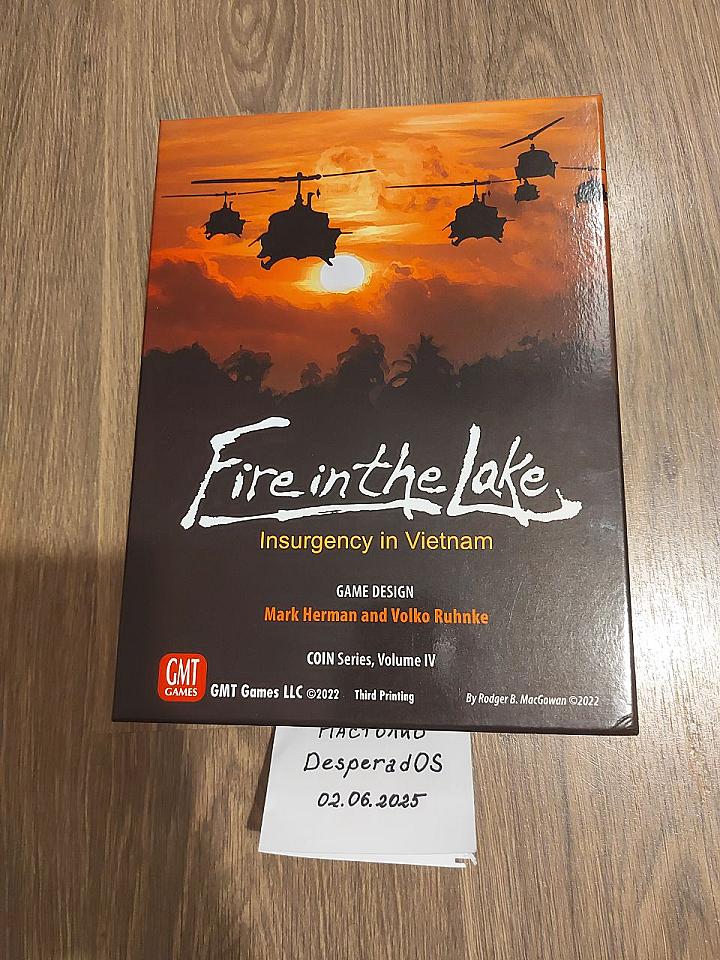 Fire in the Lake
Insurgency in Vietnam
GAME DESIGN
Mark Herman and Volko Ruhnke
COIN Series, Volume IV
GMT
GAMES
GMT Games LLC ©2022 Third Printing
By Rodger B. MacGowan ©2022
DesperadOS
02.06.2025